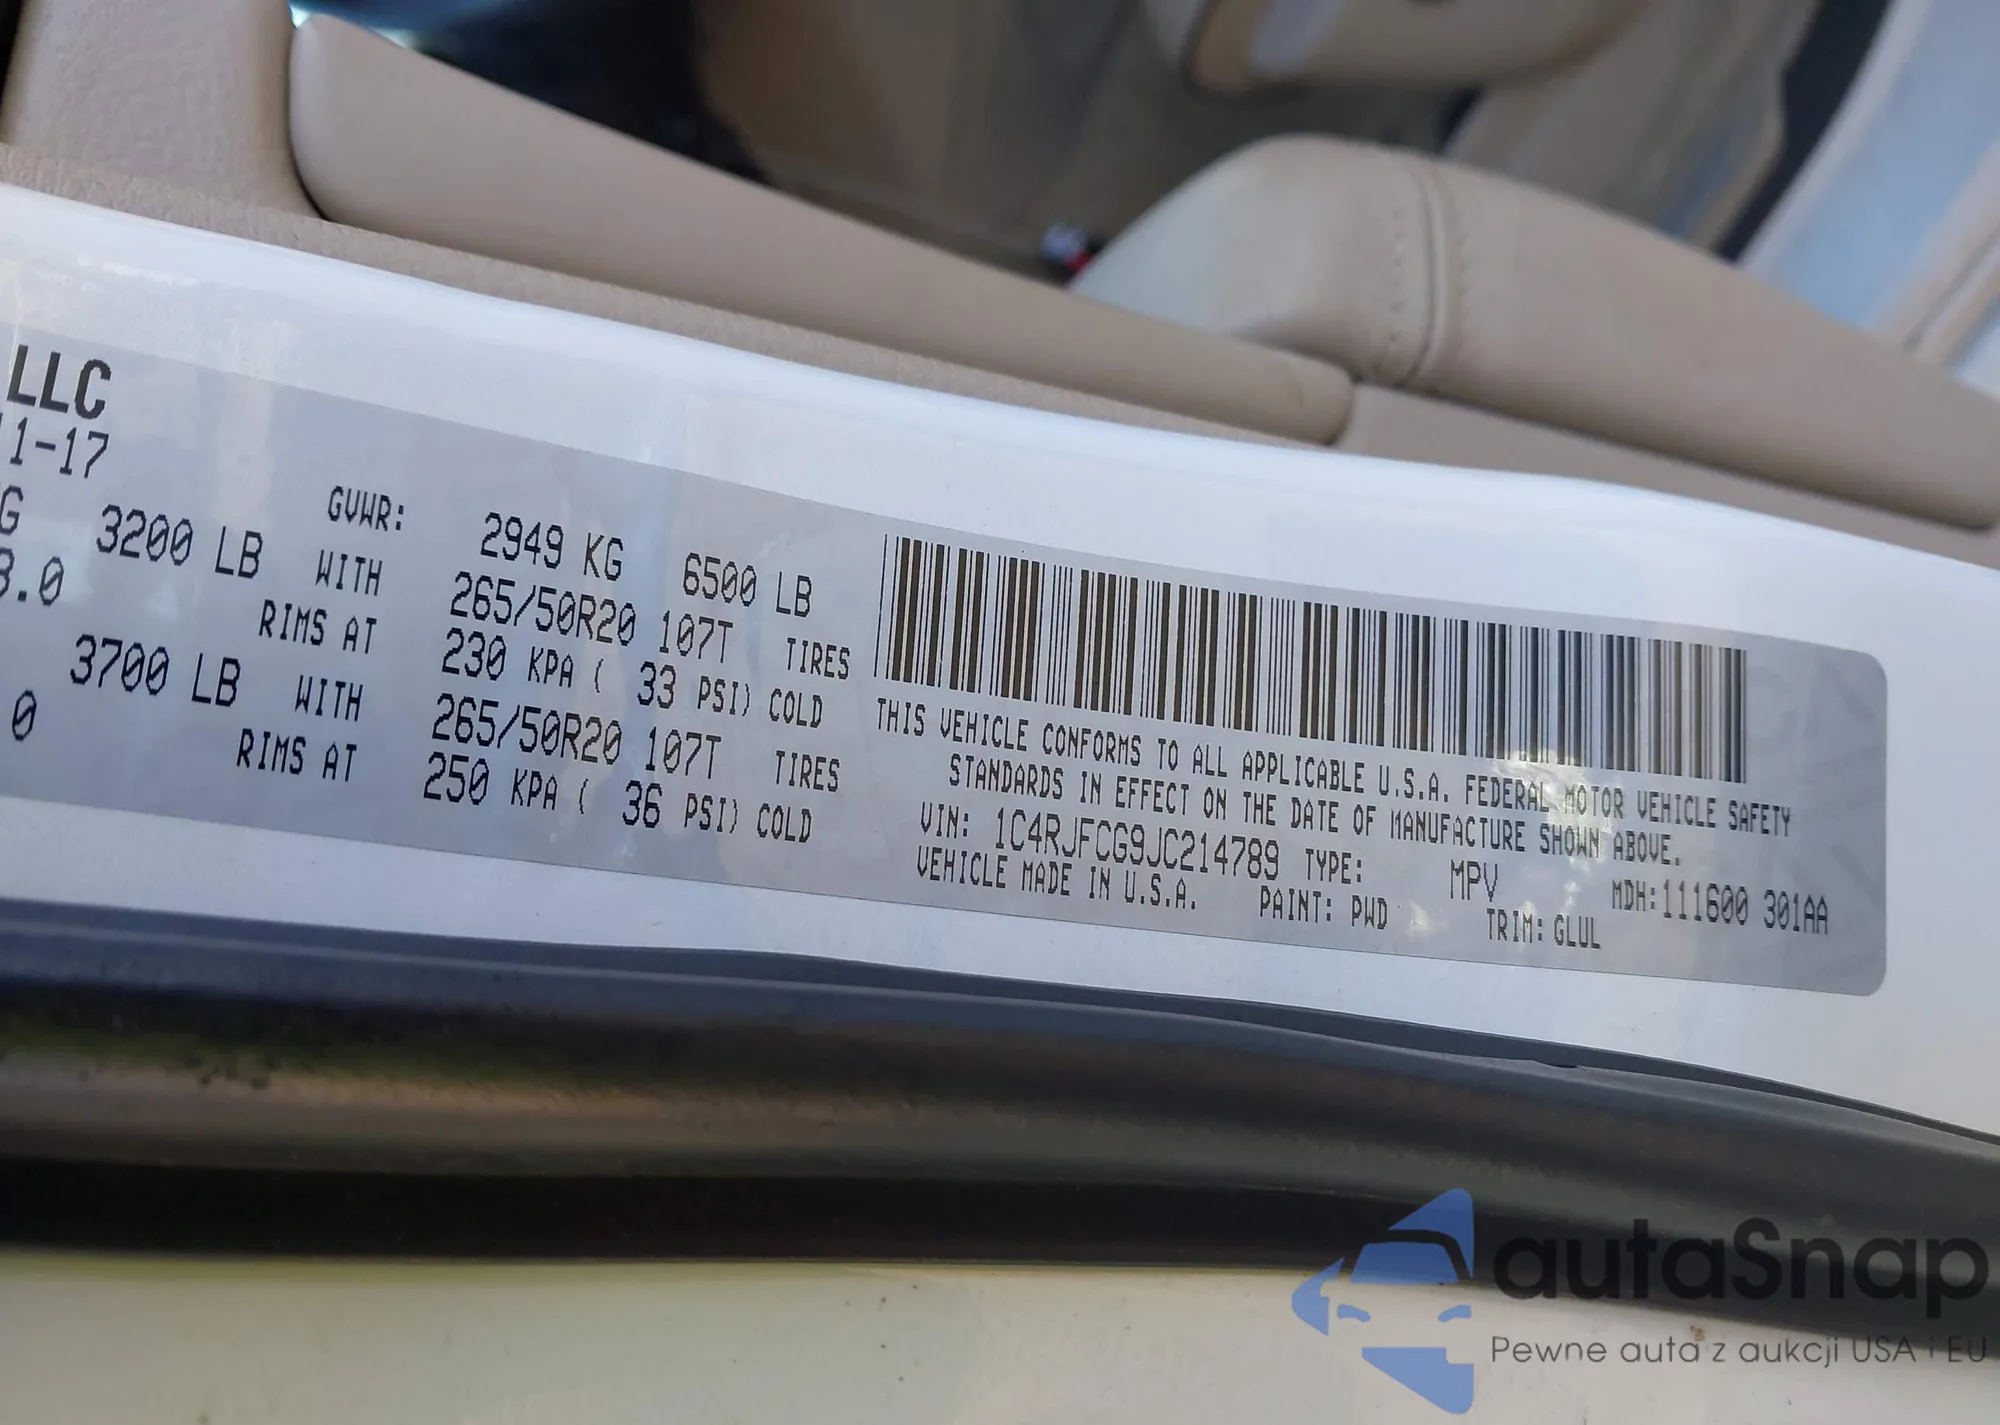 LLC
11-17
GVWR: 2949 KG 6500 LB
KG 3200 LB WITH 265/50R20 107T TIRES
8.0 RIMS AT 230 KPA ( 33 PSI) COLD
3700 LB WITH 265/50R20 107T TIRES
0 RIMS AT 250 KPA ( 36 PSI) COLD
THIS VEHICLE CONFORMS TO ALL APPLICABLE U.S.A. FEDERAL MOTOR VEHICLE SAFETY
STANDARDS IN EFFECT ON THE DATE OF MANUFACTURE SHOWN ABOVE.
VIN: 1C4RJFCG9JC214789 TYPE: MPV MDH:111600 301AA
VEHICLE MADE IN U.S.A. PAINT: PWD TRIM: GLUL
autaSnap
Pewne auta z aukcji USA i EU